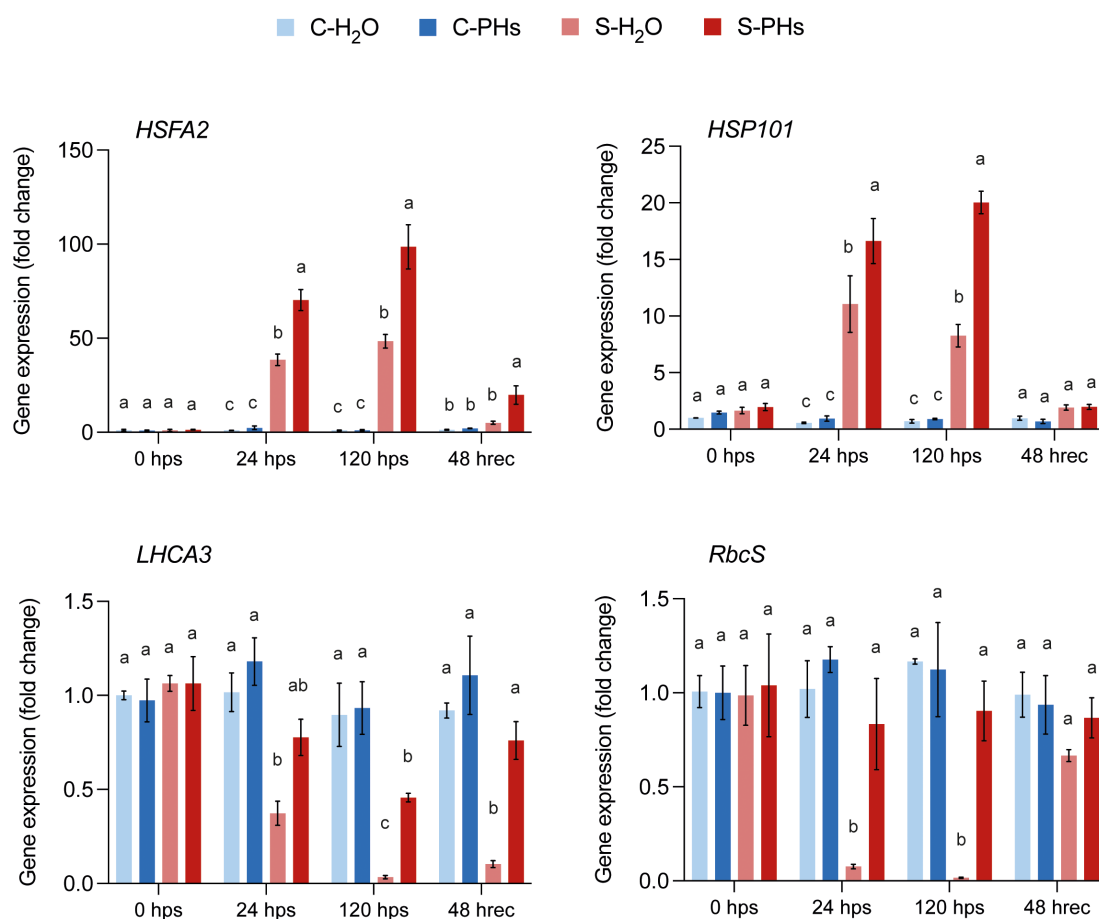 C-H₂O C-PHs S-H₂O S-PHs
HSFA2
Gene expression (fold change)
150
100
50
0
a a a a c c b a c c b a b b b a
0 hps 24 hps 120 hps 48 hrec
HSP101
Gene expression (fold change)
25
20
15
10
5
0
a a a a c c b a c c b a a a a a
0 hps 24 hps 120 hps 48 hrec
LHCA3
Gene expression (fold change)
1.5
1.0
0.5
0.0
a a a a a a b ab a a c b a a b a
0 hps 24 hps 120 hps 48 hrec
RbcS
Gene expression (fold change)
1.5
1.0
0.5
0.0
a a a a a a b a a a b a a a a a
0 hps 24 hps 120 hps 48 hrec